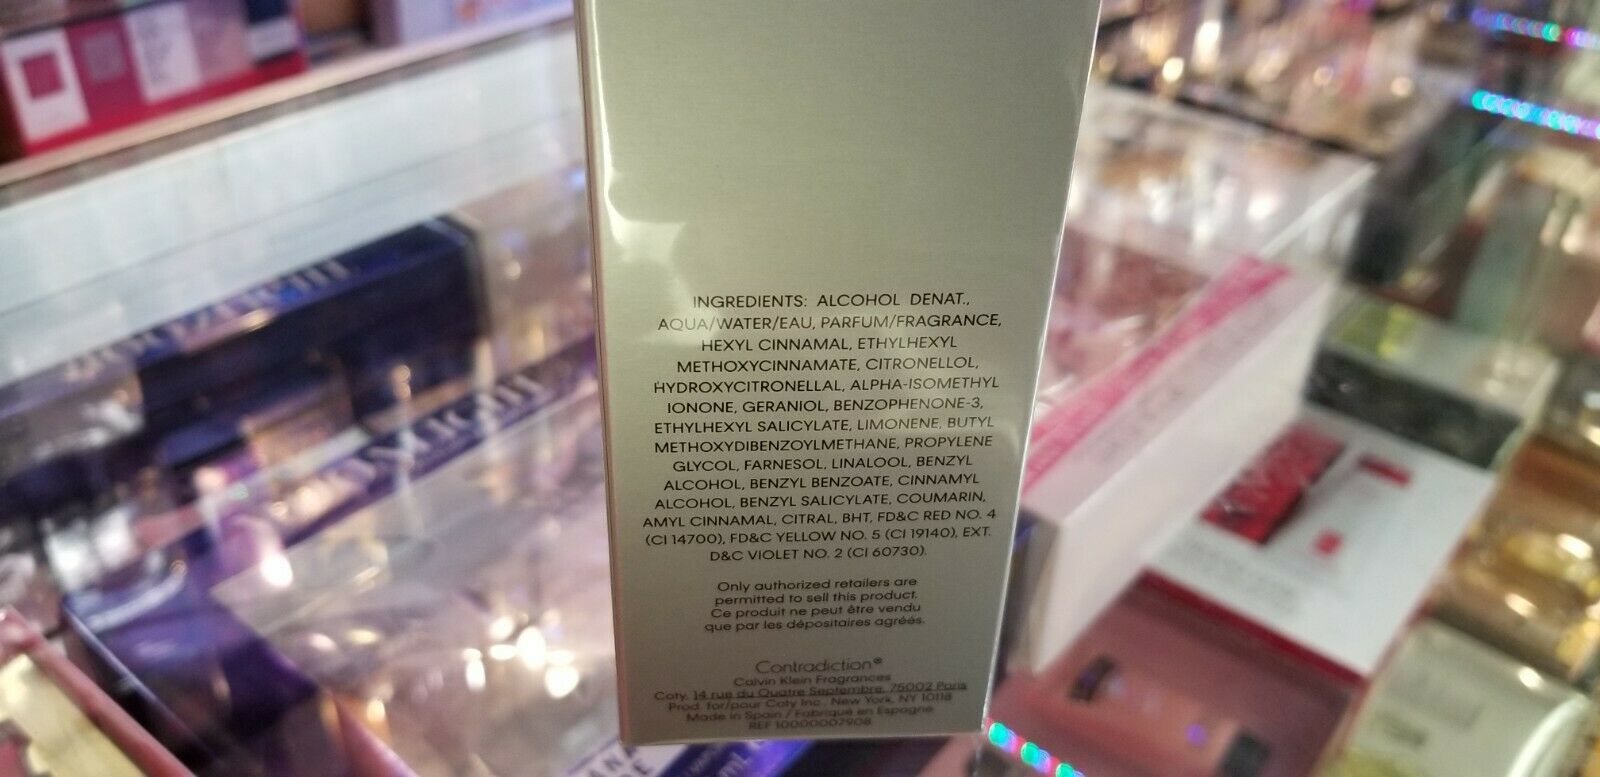 INGREDIENTS: ALCOHOL DENAT.,
AQUA/WATER/EAU, PARFUM/FRAGRANCE,
HEXYL CINNAMAL, ETHYLHEXYL
METHOXYCINNAMATE, CITRONELLOL,
HYDROXYCITRONELLAL, ALPHA-ISOMETHYL
IONONE, GERANIOL, BENZOPHENONE-3,
ETHYLHEXYL SALICYLATE, LIMONENE, BUTYL
METHOXYDIBENZOYLMETHANE, PROPYLENE
GLYCOL, FARNESOL, LINALOOL, BENZYL
ALCOHOL, BENZYL BENZOATE, CINNAMYL
ALCOHOL, BENZYL SALICYLATE, COUMARIN,
AMYL CINNAMAL, CITRAL, BHT, FD&C RED NO. 4
(CI 14700), FD&C YELLOW NO. 5 (CI 19140), EXT.
D&C VIOLET NO. 2 (CI 60730).
Only authorized retailers are
permitted to sell this product.
Ce produit ne peut être vendu
que par les dépositaires agréés.
Contradiction®
Calvin Klein Fragrances
Coty, 14 rue du Quatre Septembre, 75002 Paris
Prod. for/pour Coty Inc., New York, NY 10118
Made in Spain / Fabriqué en Espagne
REF 10000007908